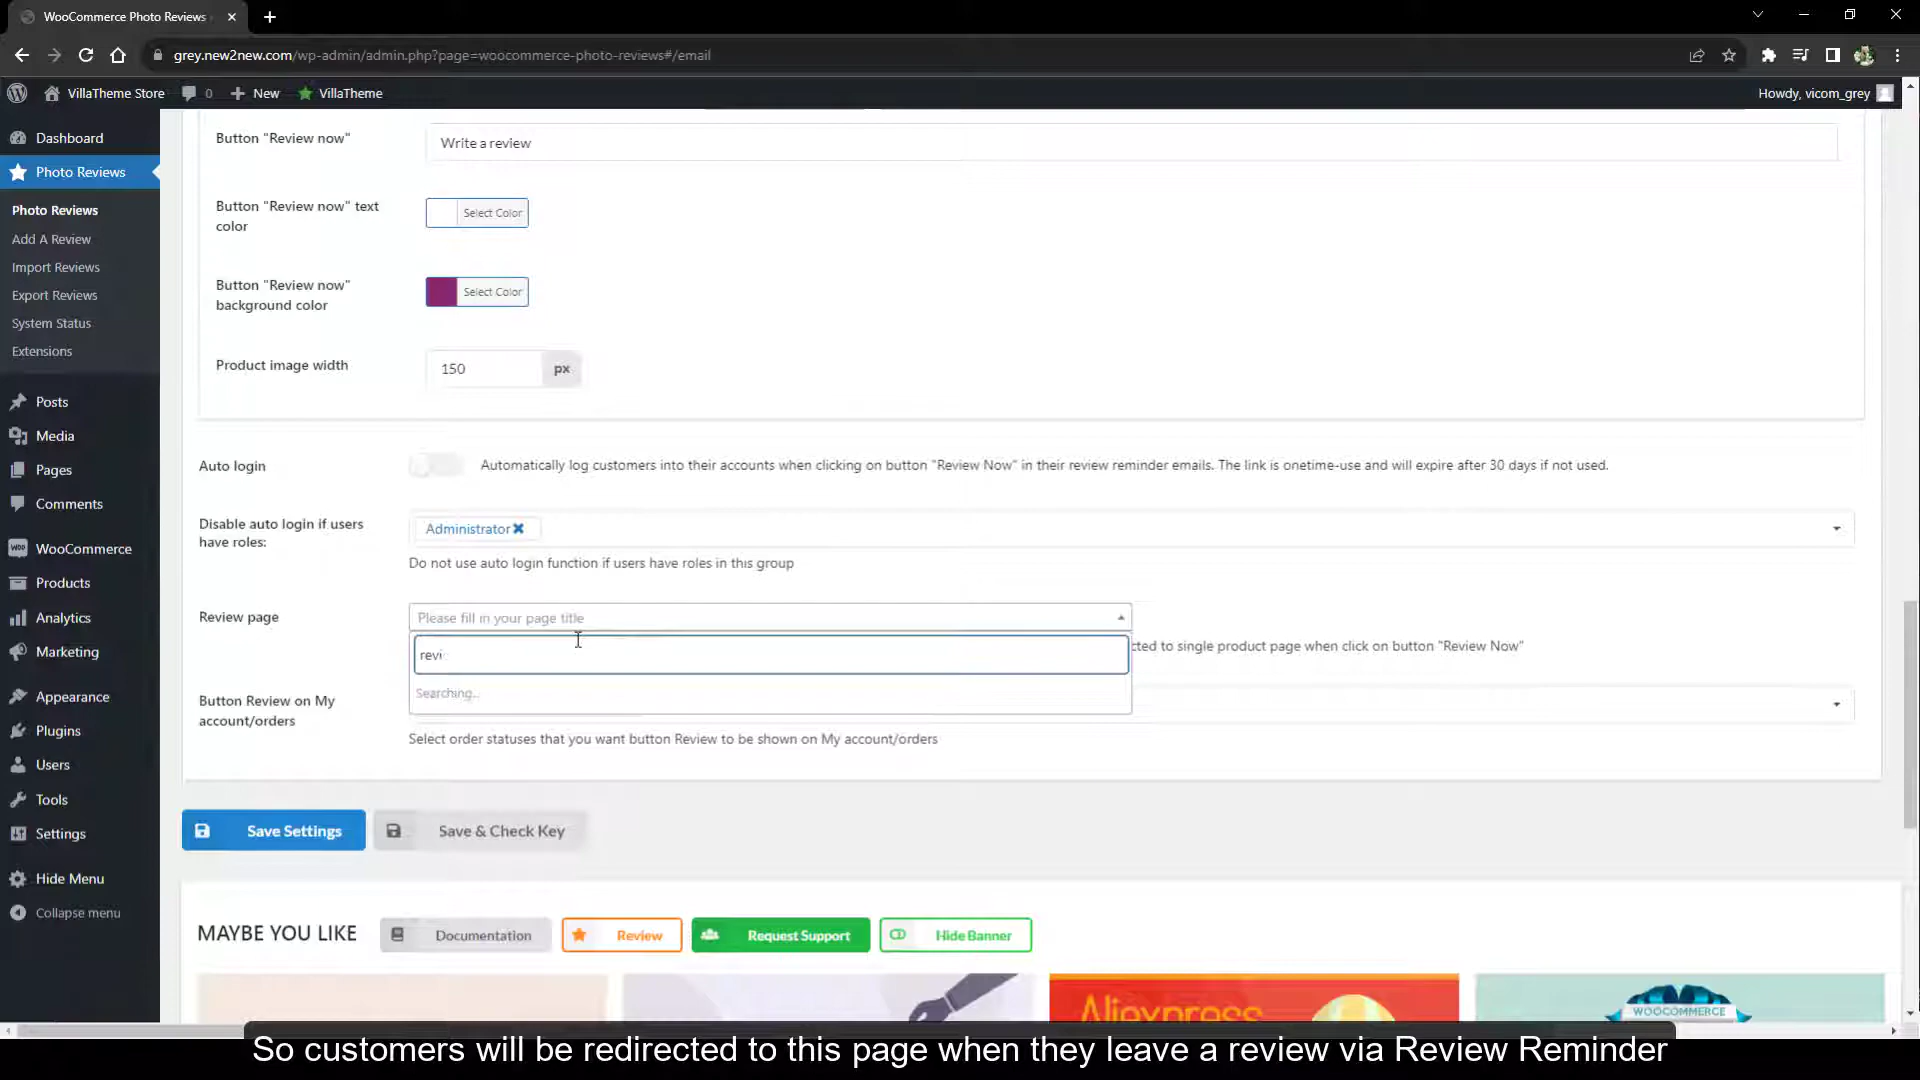 WooCommerce Photo Reviews
grey.new2new.com/wp-admin/admin.php?page=woocommerce-photo-reviews#/email
VillaTheme Store
0
New
VillaTheme
Howdy, vicom_grey
Dashboard
Photo Reviews
Photo Reviews
Add A Review
Import Reviews
Export Reviews
System Status
Extensions
Posts
Media
Pages
Comments
WooCommerce
Products
Analytics
Marketing
Appearance
Plugins
Users
Tools
Settings
Hide Menu
Collapse menu
Button "Review now"
Write a review
Button "Review now" text
color
Select Color
Button "Review now"
background color
Select Color
Product image width
150
px
Auto login
Automatically log customers into their accounts when clicking on button "Review Now" in their review reminder emails. The link is onetime-use and will expire after 30 days if not used.
Disable auto login if users
have roles:
Administrator
Do not use auto login function if users have roles in this group
Review page
Please fill in your page title
revi
Searching...
cted to single product page when click on button "Review Now"
Button Review on My
account/orders
Select order statuses that you want button Review to be shown on My account/orders
Save Settings
Save & Check Key
MAYBE YOU LIKE
Documentation
Review
Request Support
Hide Banner
Aliexpress
WOOCOMMERCE
So customers will be redirected to this page when they leave a review via Review Reminder